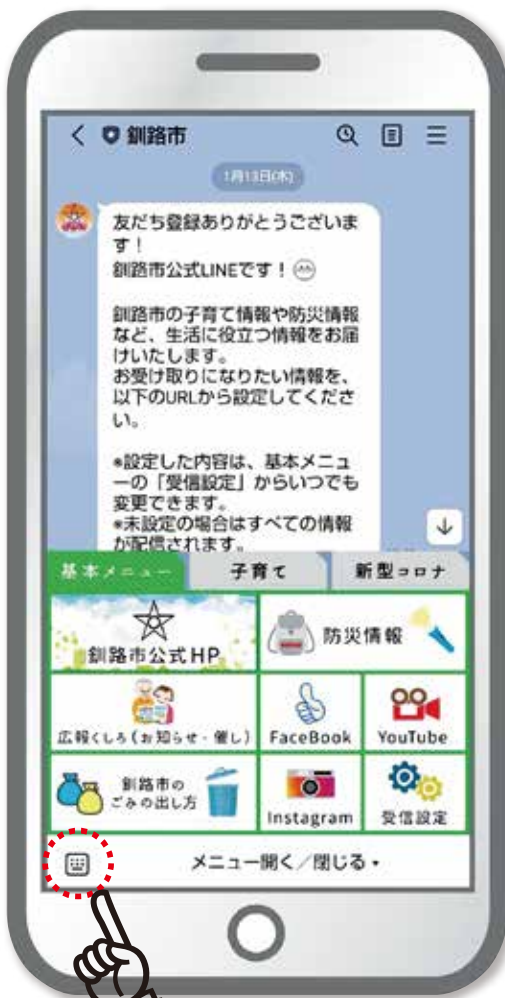 釧路市
1月13日(水)
友だち登録ありがとうございま
す！
釧路市公式LINEです！
釧路市の子育て情報や防災情報
など、生活に役立つ情報をお届
けいたします。
お受け取りになりたい情報を、
以下のURLから設定してくださ
い。
*設定した内容は、基本メニュ
ーの「受信設定」からいつでも
変更できます。
*未設定の場合はすべての情報
が配信されます。
基本メニュー 子育て 新型コロナ
釧路市公式HP 防災情報
広報くしろ(お知らせ・催し) FaceBook YouTube
釧路市の
ごみの出し方
Instagram 受信設定
メニュー開く／閉じる